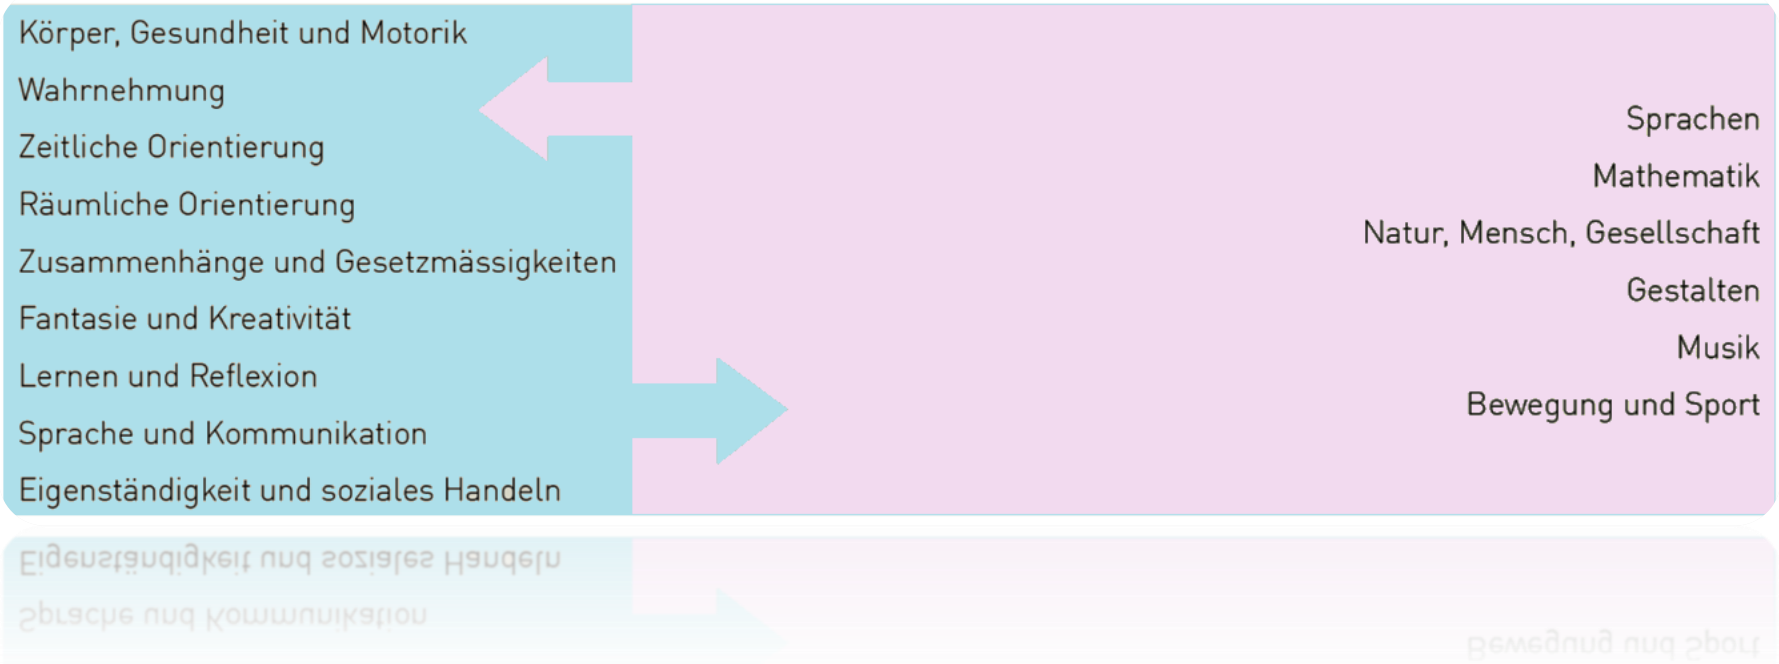 Körper, Gesundheit und Motorik
Wahrnehmung
Zeitliche Orientierung
Räumliche Orientierung
Zusammenhänge und Gesetzmässigkeiten
Fantasie und Kreativität
Lernen und Reflexion
Sprache und Kommunikation
Eigenständigkeit und soziales Handeln
Sprachen
Mathematik
Natur, Mensch, Gesellschaft
Gestalten
Musik
Bewegung und Sport